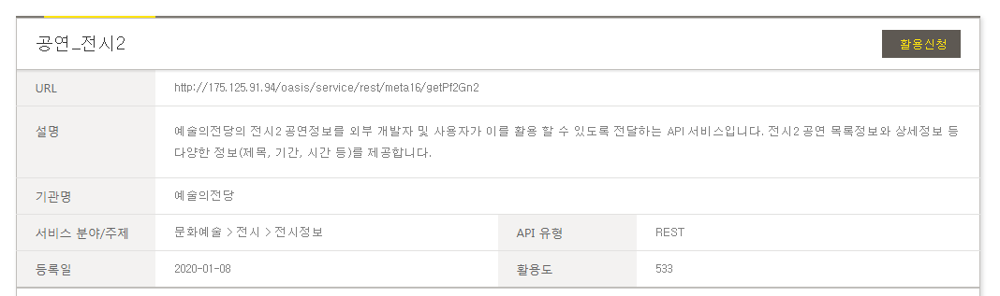 공연_전시2
활용신청
URL http://175.125.91.94/oasis/service/rest/meta16/getPf2Gn2
설명 예술의전당의 전시2 공연정보를 외부 개발자 및 사용자가 이를 활용 할 수 있도록 전달하는 API 서비스입니다. 전시2 공연 목록정보와 상세정보 등
다양한 정보(제목, 기간, 시간 등)를 제공합니다.
기관명 예술의전당
서비스 분야/주제 문화예술 > 전시 > 전시정보 API 유형 REST
등록일 2020-01-08 활용도 533